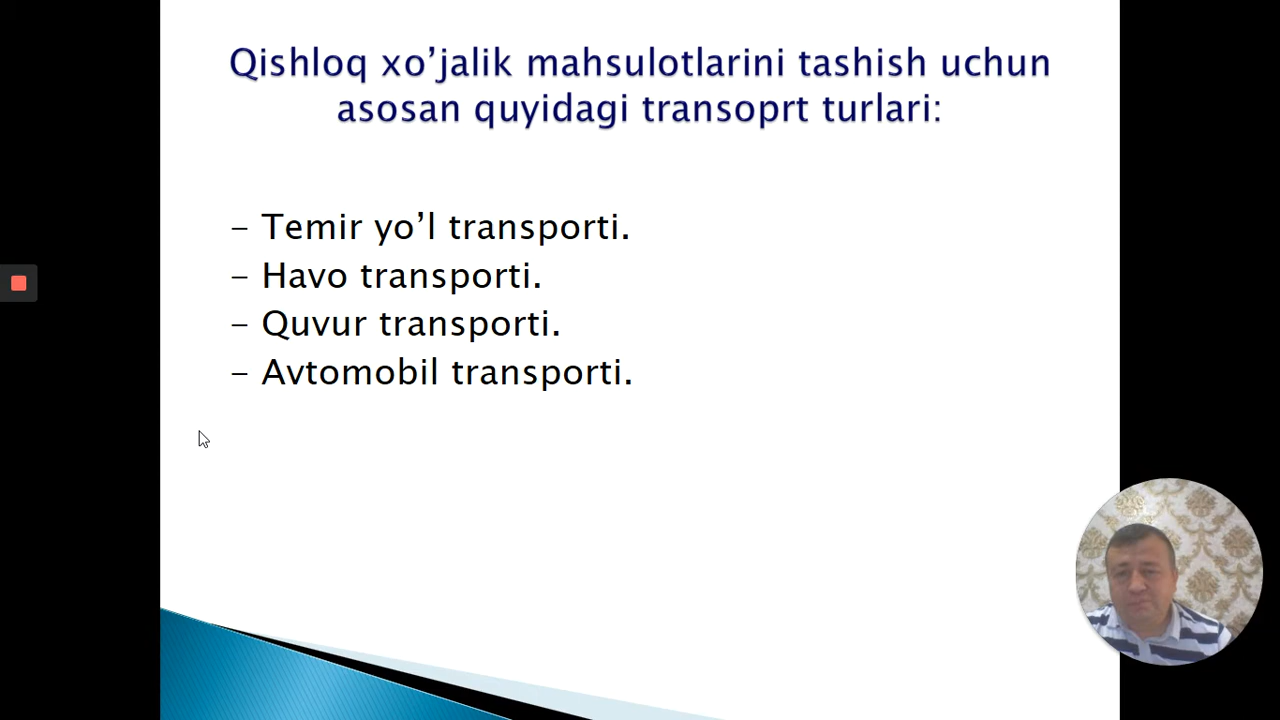 Qishloq xo’jalik mahsulotlarini tashish uchun
asosan quyidagi transoprt turlari:
– Temir yo’l transporti.
– Havo transporti.
– Quvur transporti.
– Avtomobil transporti.